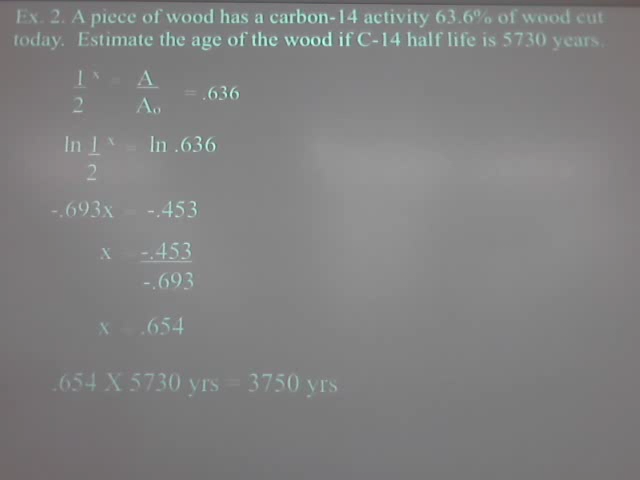 Ex. 2. A piece of wood has a carbon-14 activity 63.6% of wood cut
today. Estimate the age of the wood if C-14 half life is 5730 years.
1 x = A = .636
2 Ao
ln 1 x = ln .636
2
-.693x = -.453
x = -.453
-.693
x = .654
.654 X 5730 yrs = 3750 yrs